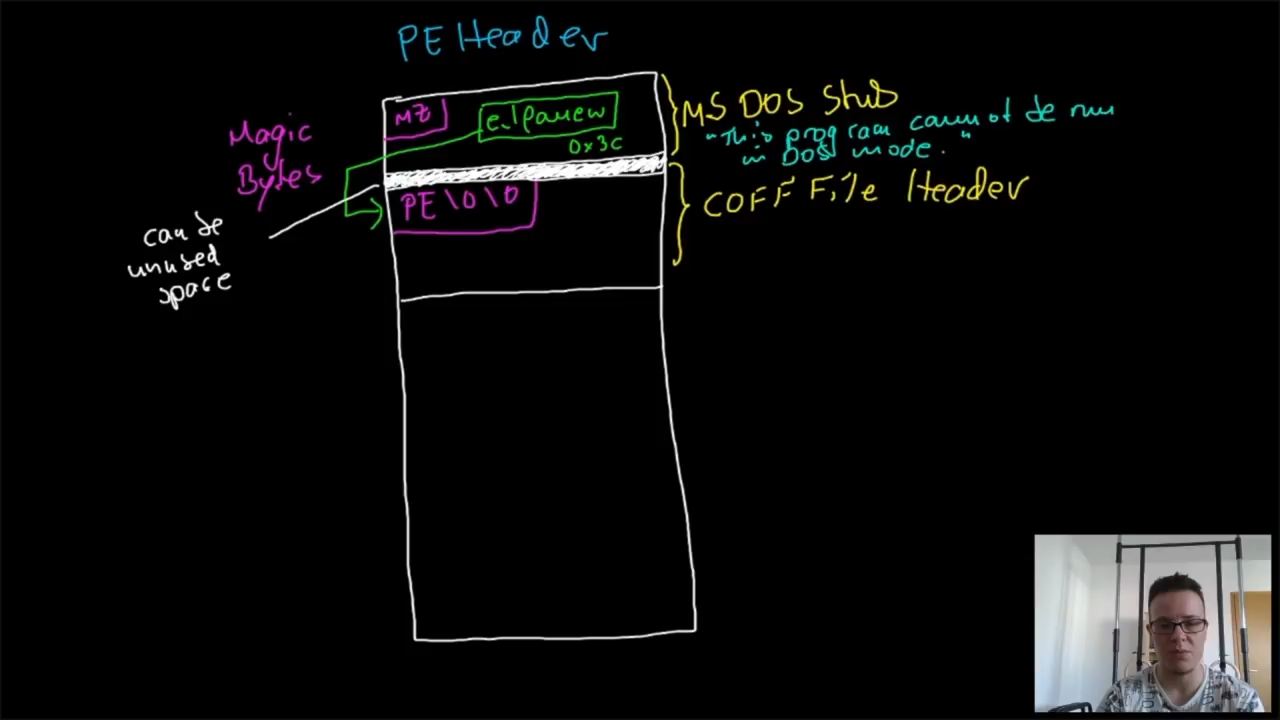 PE Header
MZ
e_lfanew
0x3C
MS DOS Stub
"This program cannot be run
in DOS mode."
Magic
Bytes
PE\0\0
COFF File Header
can be
unused
space